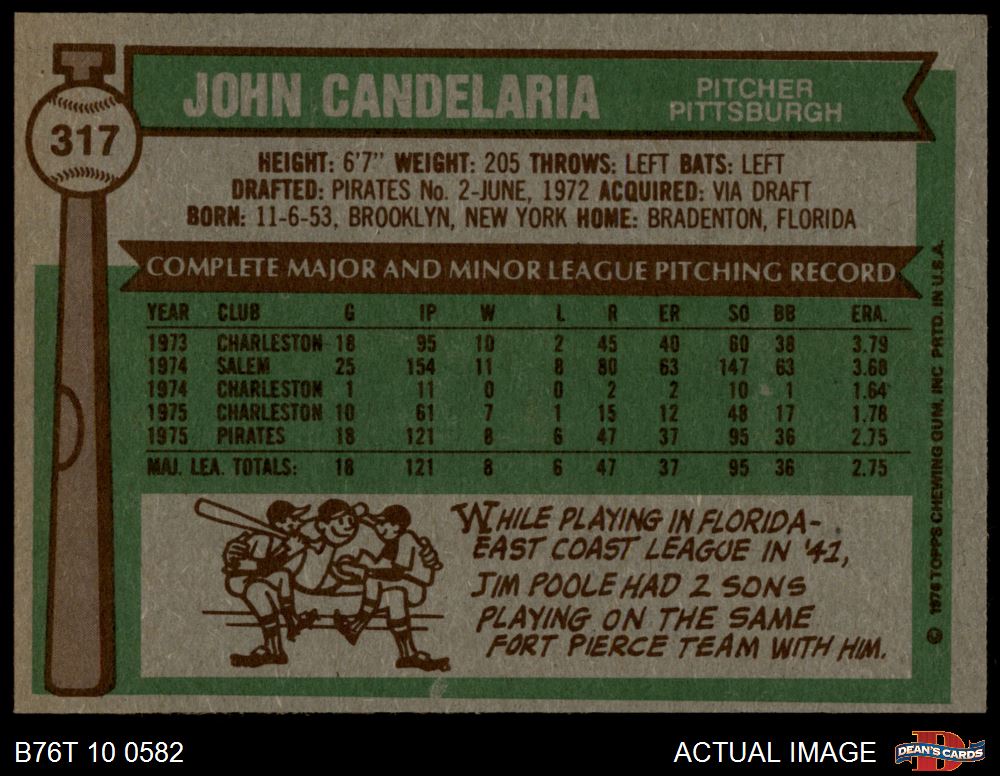 317
JOHN CANDELARIA
PITCHER
PITTSBURGH
HEIGHT: 6'7" WEIGHT: 205 THROWS: LEFT BATS: LEFT
DRAFTED: PIRATES No. 2-JUNE, 1972 ACQUIRED: VIA DRAFT
BORN: 11-6-53, BROOKLYN, NEW YORK HOME: BRADENTON, FLORIDA
COMPLETE MAJOR AND MINOR LEAGUE PITCHING RECORD
YEAR CLUB G IP W L R ER SO BB ERA.
1973 CHARLESTON 18 95 10 2 45 40 60 38 3.79
1974 SALEM 25 154 11 8 80 63 147 63 3.68
1974 CHARLESTON 1 11 0 0 2 2 10 1 1.64
1975 CHARLESTON 10 61 7 1 15 12 48 17 1.78
1975 PIRATES 18 121 8 6 47 37 95 36 2.75
MAJ. LEA. TOTALS: 18 121 8 6 47 37 95 36 2.75
WHILE PLAYING IN FLORIDA-
EAST COAST LEAGUE IN '41,
JIM POOLE HAD 2 SONS
PLAYING ON THE SAME
FORT PIERCE TEAM WITH HIM.
© 1976 TOPPS CHEWING GUM, INC PRTD. IN U.S.A.
B76T 10 0582
ACTUAL IMAGE
DEAN'S CARDS